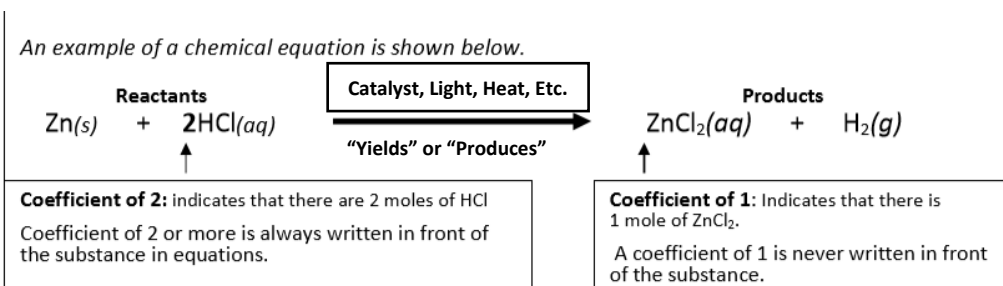 An example of a chemical equation is shown below.
Catalyst, Light, Heat, Etc.
Reactants
Products
Zn(s) + 2HCl(aq)
ZnCl₂(aq) + H₂(g)
“Yields” or “Produces”
Coefficient of 2: indicates that there are 2 moles of HCl
Coefficient of 2 or more is always written in front of
the substance in equations.
Coefficient of 1: Indicates that there is
1 mole of ZnCl₂.
A coefficient of 1 is never written in front
of the substance.